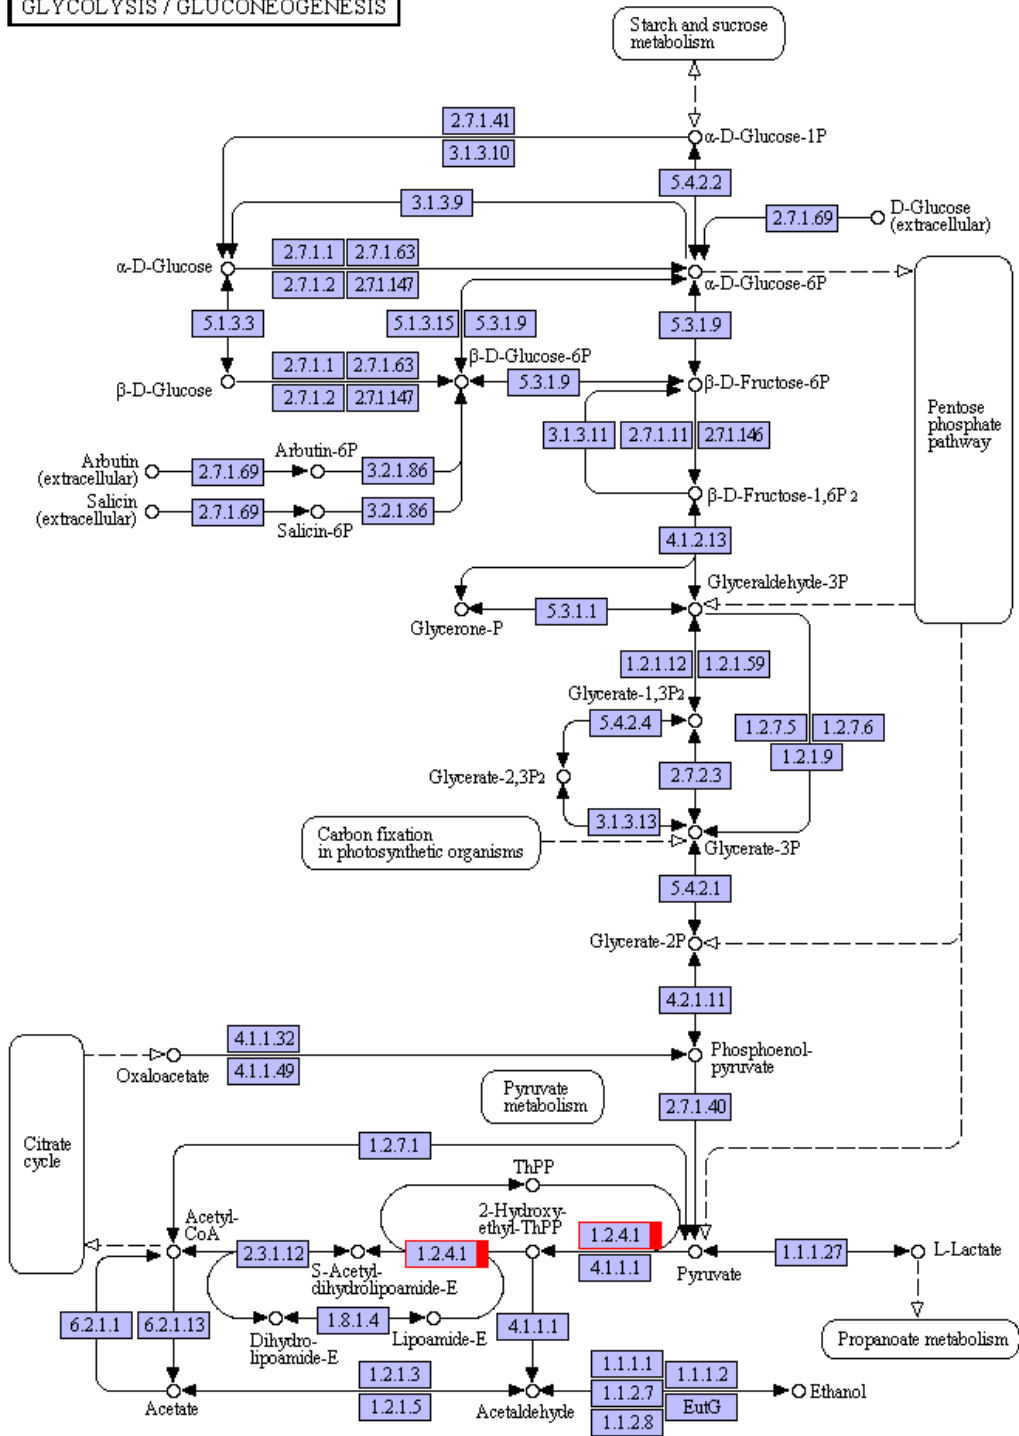 GLYCOLYSIS / GLUCONEOGENESIS
Starch and sucrose
metabolism
2.7.1.41
α-D-Glucose-1P
3.1.3.10
5.4.2.2
3.1.3.9
2.7.1.69
D-Glucose
(extracellular)
2.7.1.1
2.7.1.63
α-D-Glucose
2.7.1.2
2.7.1.147
α-D-Glucose-6P
5.1.3.3
5.1.3.15
5.3.1.9
5.3.1.9
2.7.1.1
2.7.1.63
β-D-Glucose-6P
β-D-Glucose
2.7.1.2
2.7.1.147
5.3.1.9
β-D-Fructose-6P
Pentose
phosphate
pathway
3.1.3.11
2.7.1.11
2.7.1.146
Arbutin
(extracellular)
2.7.1.69
Arbutin-6P
3.2.1.86
Salicin
(extracellular)
2.7.1.69
Salicin-6P
3.2.1.86
β-D-Fructose-1,6P2
4.1.2.13
Glyceraldehyde-3P
Glycerone-P
5.3.1.1
1.2.1.12
1.2.1.59
Glycerate-1,3P2
5.4.2.4
1.2.7.5
1.2.7.6
1.2.1.9
Glycerate-2,3P2
2.7.2.3
3.1.3.13
Carbon fixation
in photosynthetic organisms
Glycerate-3P
5.4.2.1
Glycerate-2P
4.2.1.11
4.1.1.32
Oxaloacetate
4.1.1.49
Phosphoenol-
pyruvate
Pyruvate
metabolism
2.7.1.40
Citrate
cycle
1.2.7.1
ThPP
Acetyl-
CoA
2-Hydroxy-
ethyl-ThPP
1.2.4.1
2.3.1.12
1.2.4.1
4.1.1.1
Pyruvate
1.1.1.27
L-Lactate
S-Acetyl-
dihydrolipoamide-E
6.2.1.1
6.2.1.13
1.8.1.4
4.1.1.1
Dihydro-
lipoamide-E
Lipoamide-E
Propanoate metabolism
1.2.1.3
1.2.1.5
Acetate
Acetaldehyde
1.1.1.1
1.1.1.2
1.1.2.7
EutG
1.1.2.8
Ethanol